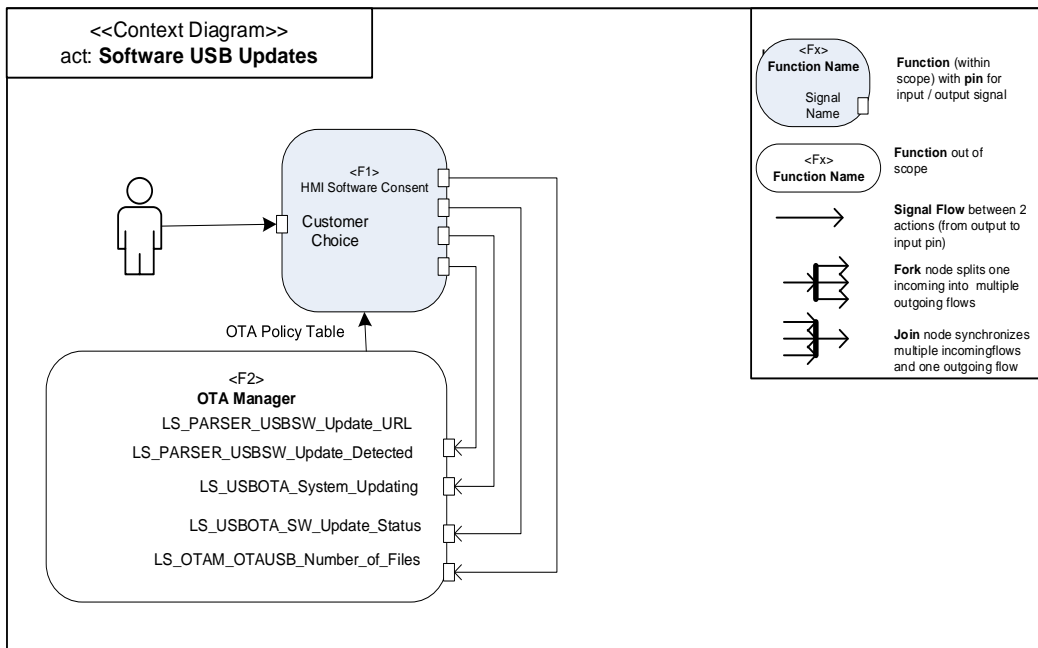 <<Context Diagram>>
act: Software USB Updates
<F1>
HMI Software Consent
Customer
Choice
OTA Policy Table
<F2>
OTA Manager
LS_PARSER_USBSW_Update_URL
LS_PARSER_USBSW_Update_Detected
LS_USBOTA_System_Updating
LS_USBOTA_SW_Update_Status
LS_OTAM_OTAUSB_Number_of_Files
<Fx>
Function Name
Signal
Name
Function (within
scope) with pin for
input / output signal
<Fx>
Function Name
Function out of
scope
Signal Flow between 2
actions (from output to
input pin)
Fork node splits one
incoming into multiple
outgoing flows
Join node synchronizes
multiple incomingflows
and one outgoing flow